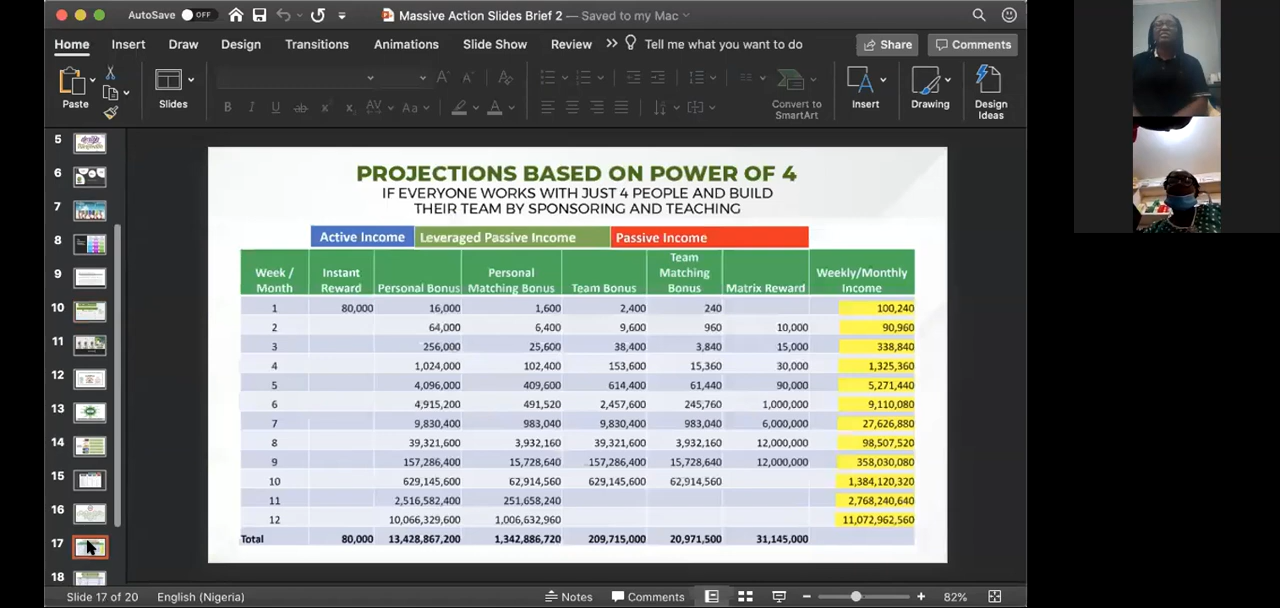 AutoSave OFF Massive Action Slides Brief 2 — Saved to my Mac
Home Insert Draw Design Transitions Animations Slide Show Review Tell me what you want to do Share Comments
Paste Slides Convert to SmartArt Insert Drawing Design Ideas
5
6
7
8
9
10
11
12
13
14
15
16
17
18
PROJECTIONS BASED ON POWER OF 4
IF EVERYONE WORKS WITH JUST 4 PEOPLE AND BUILD
THEIR TEAM BY SPONSORING AND TEACHING
Active Income Leveraged Passive Income Passive Income
Week / Month Instant Reward Personal Bonus Personal Matching Bonus Team Bonus Team Matching Bonus Matrix Reward Weekly/Monthly Income
1 80,000 16,000 1,600 2,400 240 100,240
2 64,000 6,400 9,600 960 10,000 90,960
3 256,000 25,600 38,400 3,840 15,000 338,840
4 1,024,000 102,400 153,600 15,360 30,000 1,325,360
5 4,096,000 409,600 614,400 61,440 90,000 5,271,440
6 4,915,200 491,520 2,457,600 245,760 1,000,000 9,110,080
7 9,830,400 983,040 9,830,400 983,040 6,000,000 27,626,880
8 39,321,600 3,932,160 39,321,600 3,932,160 12,000,000 98,507,520
9 157,286,400 15,728,640 157,286,400 15,728,640 12,000,000 358,030,080
10 629,145,600 62,914,560 629,145,600 62,914,560 1,384,120,320
11 2,516,582,400 251,658,240 2,768,240,640
12 10,066,329,600 1,006,632,960 11,072,962,560
Total 80,000 13,428,867,200 1,342,886,720 209,715,000 20,971,500 31,145,000
Slide 17 of 20 English (Nigeria) Notes Comments 82%